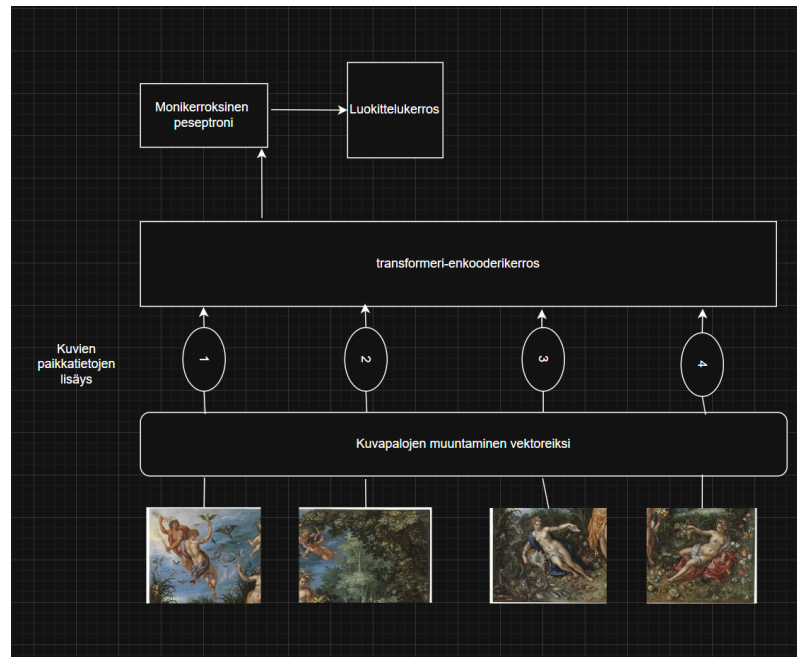 Monikerroksinen
peseptroni
Luokittelukerros
transformeri-enkooderikerros
Kuvien
paikkatietojen
lisäys
1
2
3
4
Kuvapalojen muuntaminen vektoreiksi